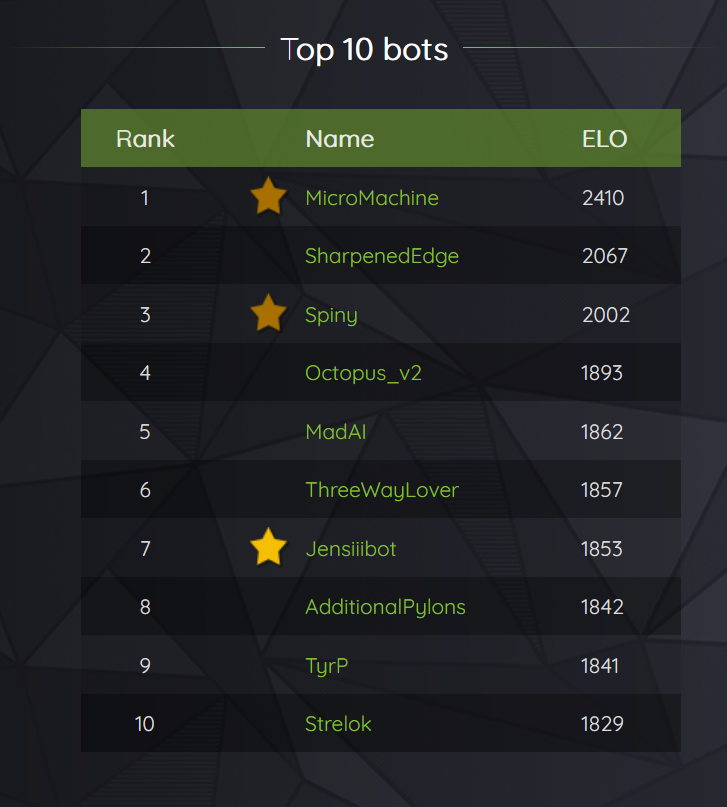 Top 10 bots
Rank Name ELO
1 MicroMachine 2410
2 SharpenedEdge 2067
3 Spiny 2002
4 Octopus_v2 1893
5 MadAI 1862
6 ThreeWayLover 1857
7 Jensiiibot 1853
8 AdditionalPylons 1842
9 TyrP 1841
10 Strelok 1829